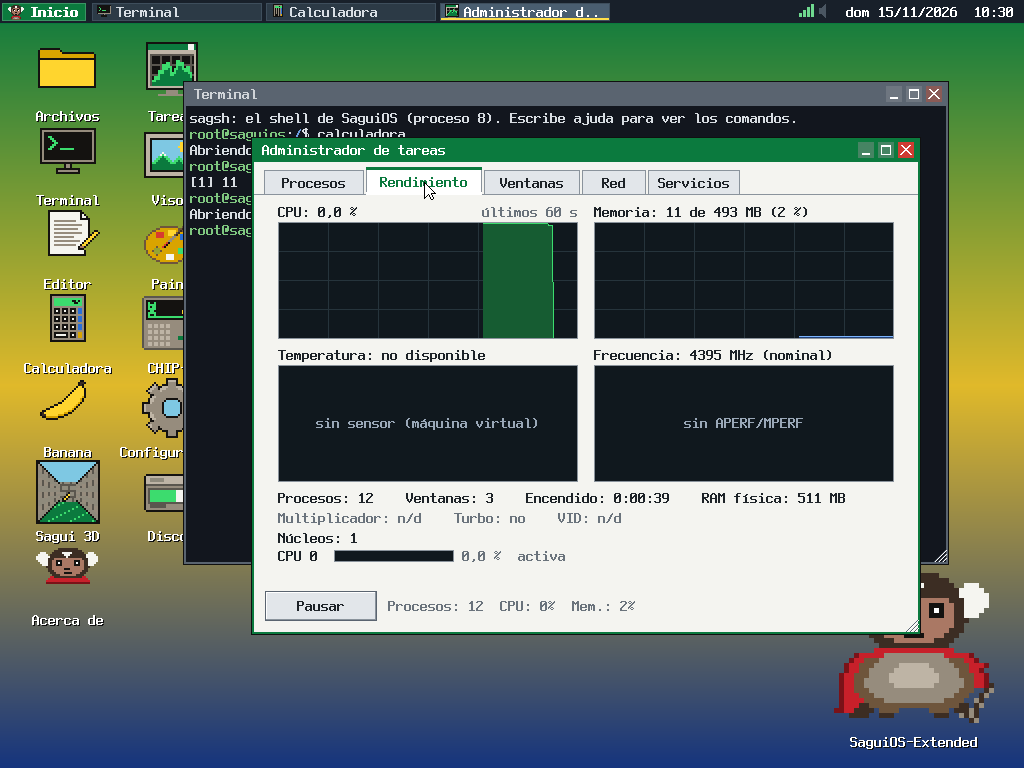 Inicio
Terminal
Calculadora
Administrador d..
dom 15/11/2026
10:30
Archivos
Terminal
Editor
Calculadora
Banana
Sagui 3D
Acerca de
CHIP-
Terminal
sagsh: el shell de SaguiOS (proceso 8). Escribe ayuda para ver los comandos.
root@saguios:/$ calculadora
[1] 11
Administrador de tareas
Procesos
Rendimiento
Ventanas
Red
Servicios
CPU: 0,0 %
últimos 60 s
Memoria: 11 de 493 MB (2 %)
Temperatura: no disponible
Frecuencia: 4395 MHz (nominal)
sin sensor (máquina virtual)
sin APERF/MPERF
Procesos: 12
Ventanas: 3
Encendido: 0:00:39
RAM física: 511 MB
Multiplicador: n/d
Turbo: no
VID: n/d
Núcleos: 1
CPU 0
0,0 %
activa
Pausar
Procesos: 12
CPU: 0%
Mem.: 2%
SaguiOS-Extended